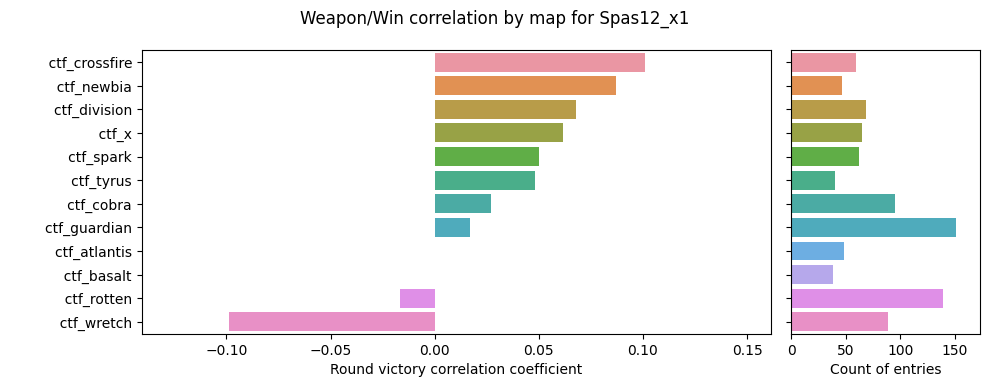 Weapon/Win correlation by map for Spas12_x1
ctf_crossfire
ctf_newbia
ctf_division
ctf_x
ctf_spark
ctf_tyrus
ctf_cobra
ctf_guardian
ctf_atlantis
ctf_basalt
ctf_rotten
ctf_wretch
−0.10 −0.05 0.00 0.05 0.10 0.15
Round victory correlation coefficient
0 50 100 150
Count of entries